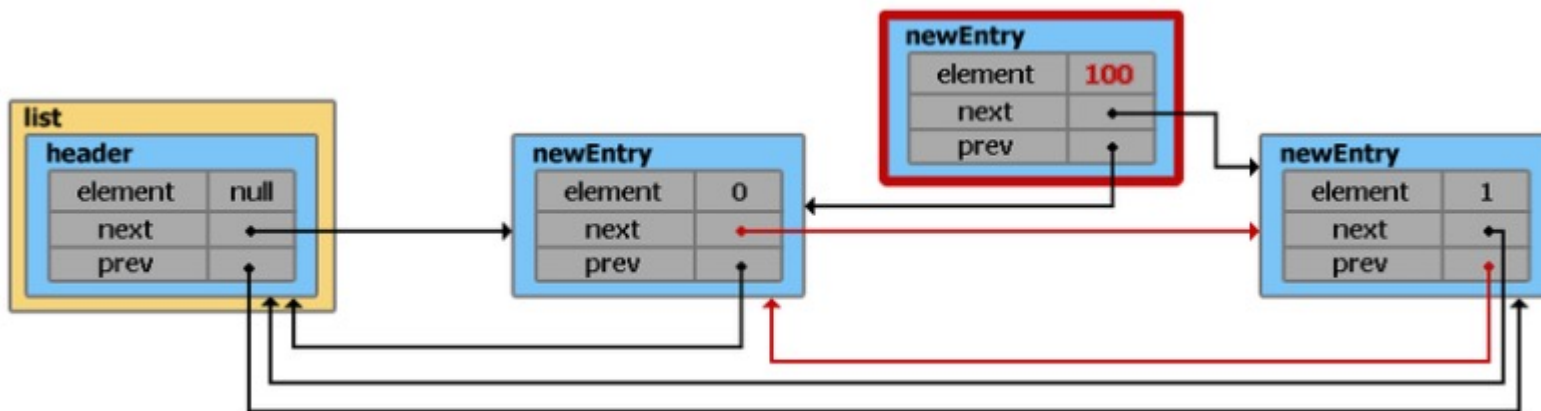 newEntry
element 100
next
prev
list
header
element null
next
prev
newEntry
element 0
next
prev
newEntry
element 1
next
prev